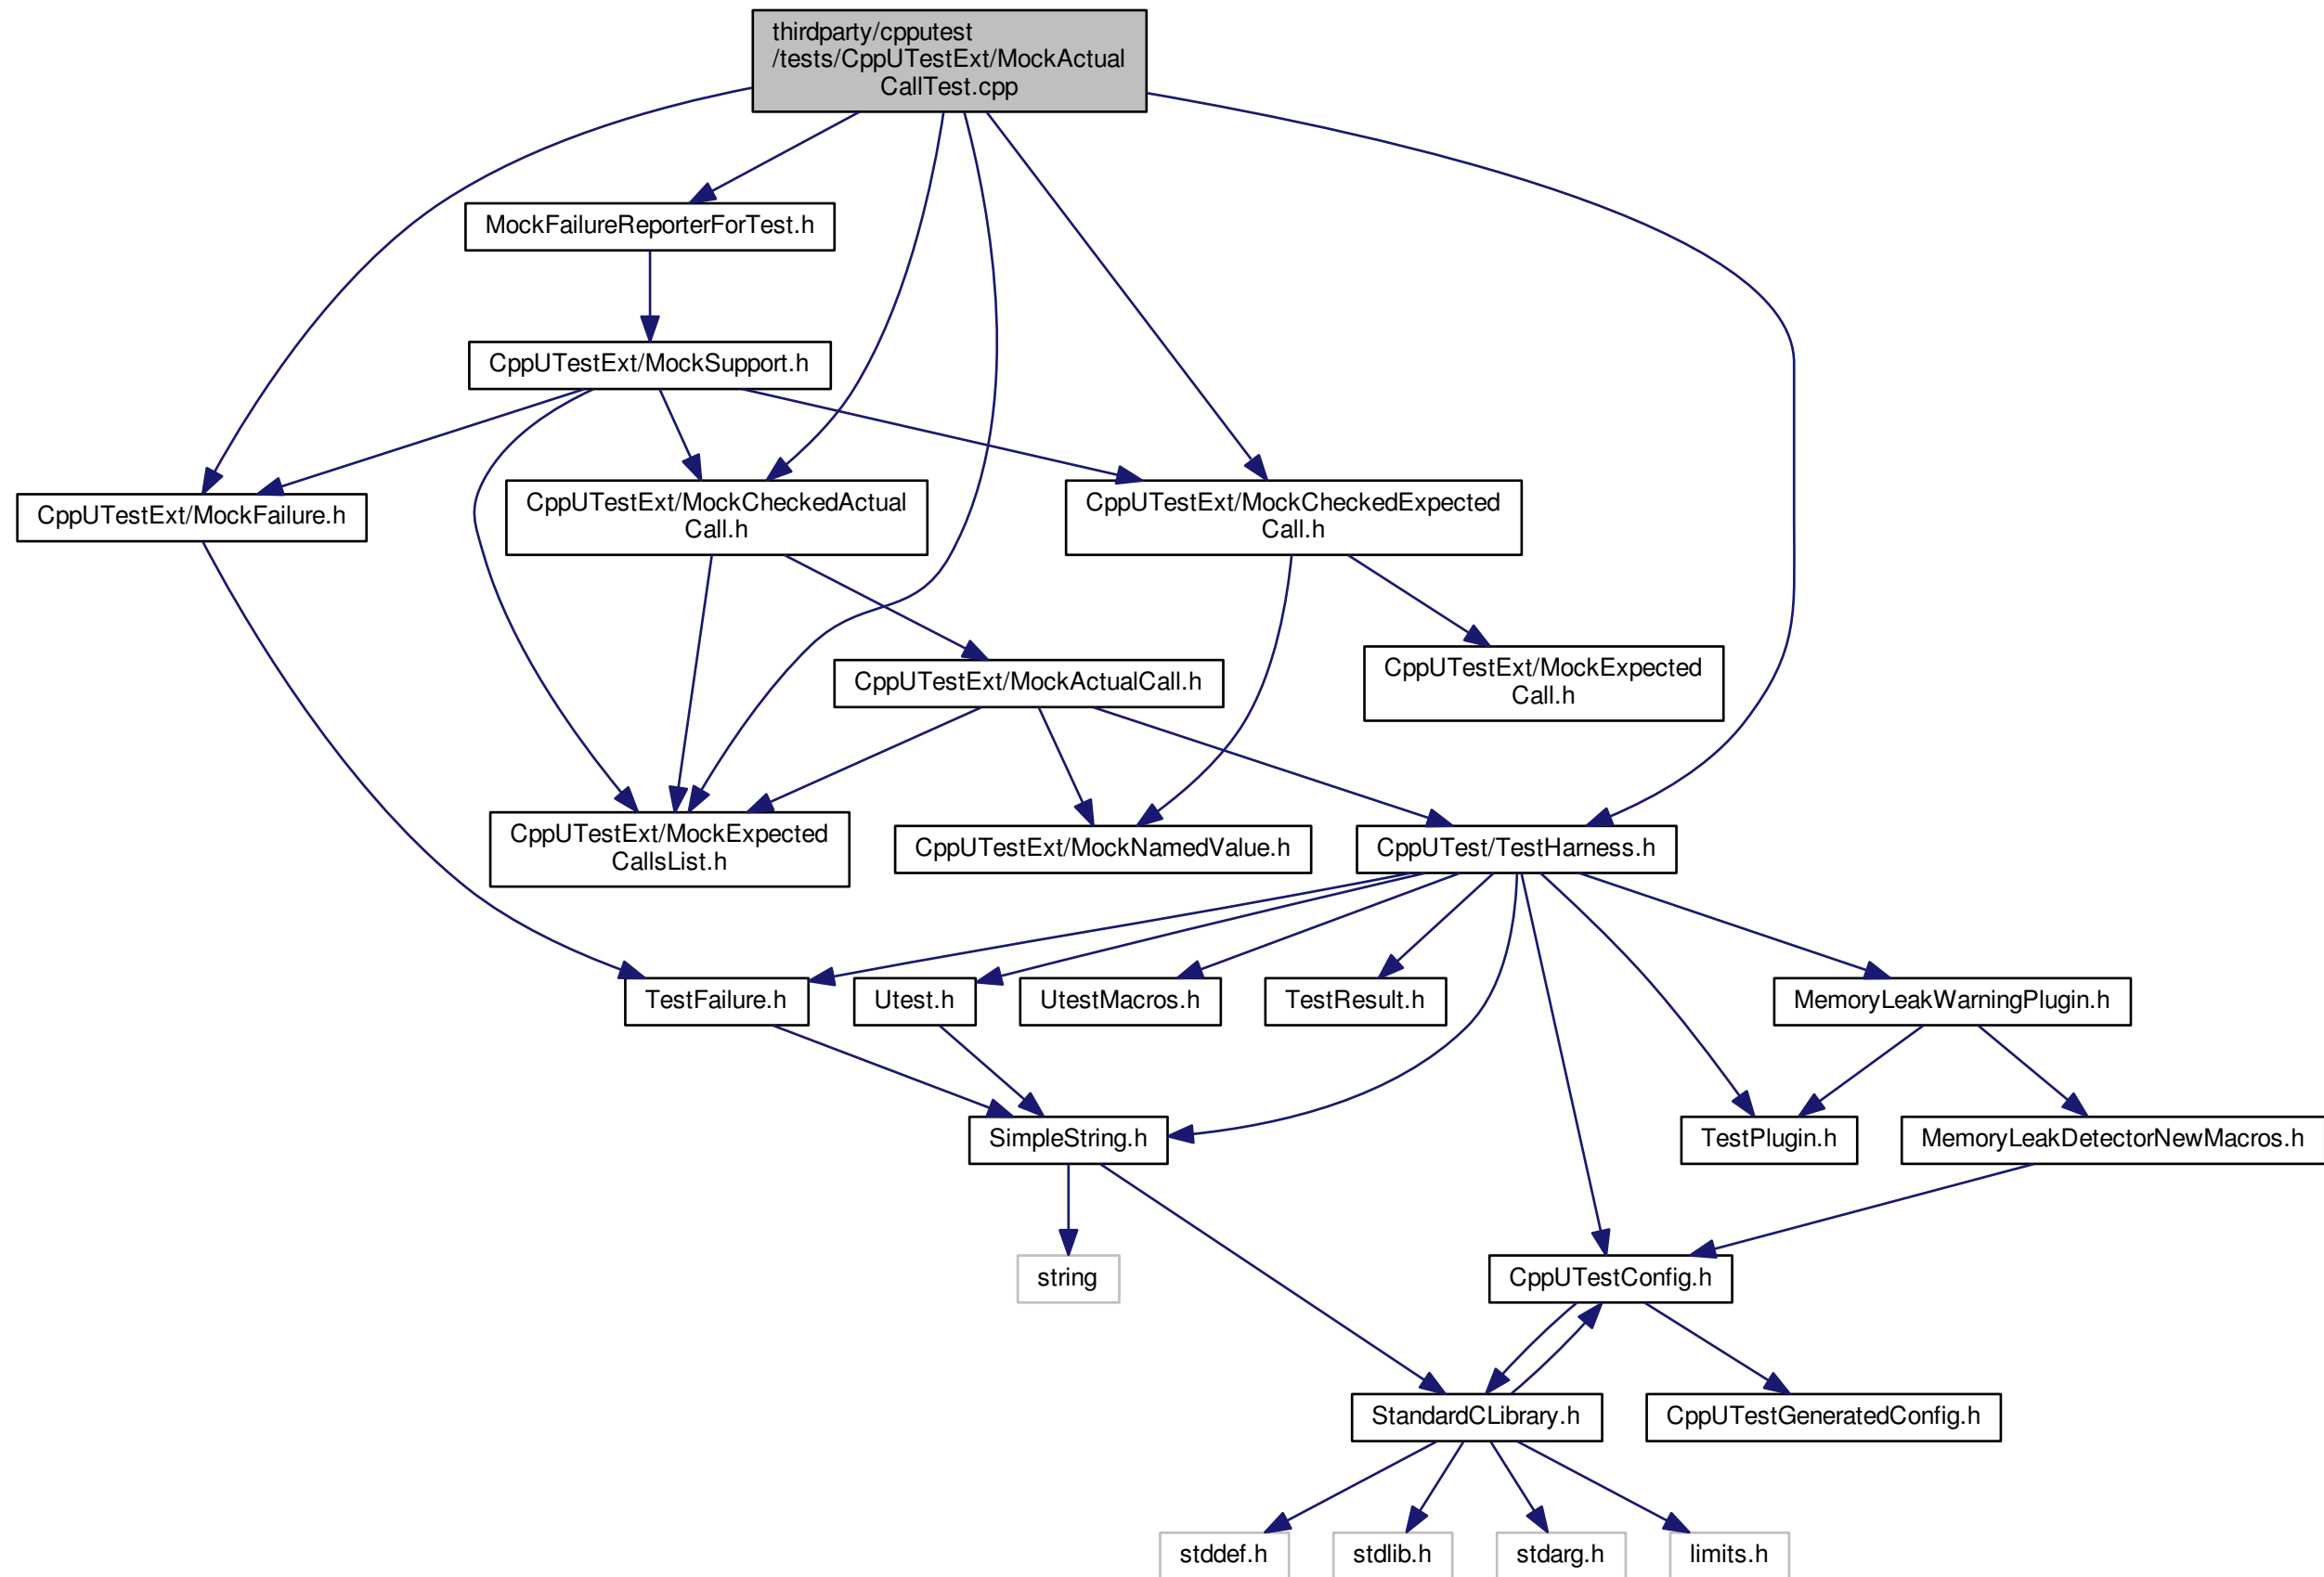 thirdparty/cpputest
/tests/CppUTestExt/MockActual
CallTest.cpp
MockFailureReporterForTest.h
CppUTestExt/MockSupport.h
CppUTestExt/MockFailure.h
CppUTestExt/MockCheckedActual
Call.h
CppUTestExt/MockCheckedExpected
Call.h
CppUTestExt/MockActualCall.h
CppUTestExt/MockExpected
Call.h
CppUTestExt/MockExpected
CallsList.h
CppUTestExt/MockNamedValue.h
CppUTest/TestHarness.h
TestFailure.h
Utest.h
UtestMacros.h
TestResult.h
MemoryLeakWarningPlugin.h
SimpleString.h
TestPlugin.h
MemoryLeakDetectorNewMacros.h
string
CppUTestConfig.h
StandardCLibrary.h
CppUTestGeneratedConfig.h
stddef.h
stdlib.h
stdarg.h
limits.h